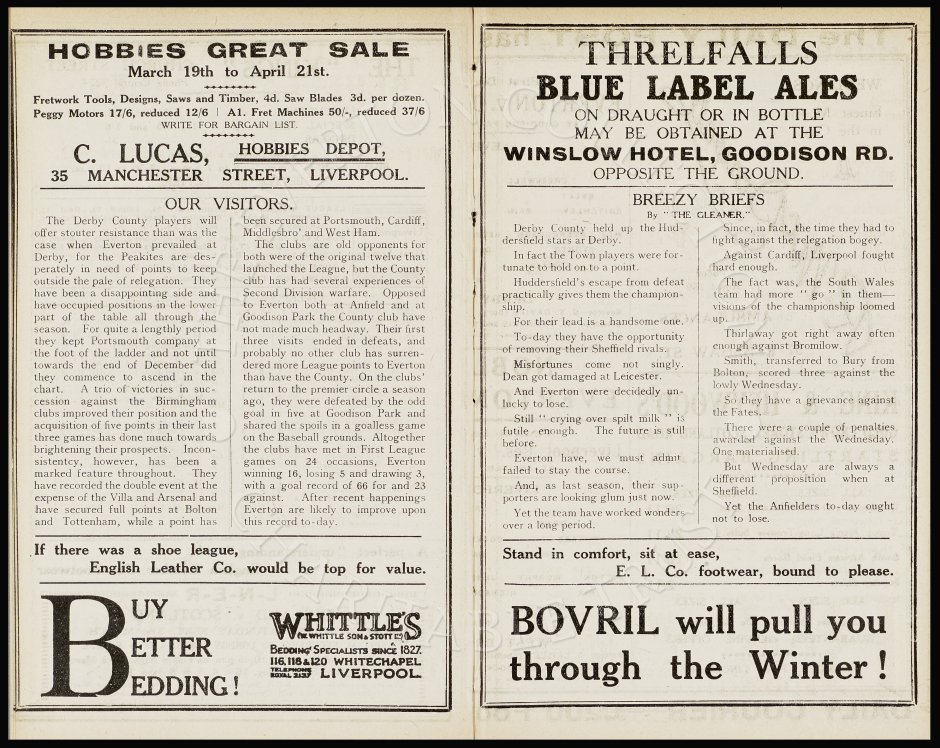 HOBBIES GREAT SALE
March 19th to April 21st.
Fretwork Tools, Designs, Saws and Timber, 4d. Saw Blades 3d. per dozen.
Peggy Motors 17/6, reduced 12/6 | A1. Fret Machines 50/-, reduced 37/6
WRITE FOR BARGAIN LIST.
C. LUCAS, HOBBIES DEPOT,
35 MANCHESTER STREET, LIVERPOOL.
OUR VISITORS.
The Derby County players will
offer stouter resistance than was the
case when Everton prevailed at
Derby, for the Peakites are des-
perately in need of points to keep
outside the pale of relegation. They
have been a disappointing side and
have occupied positions in the lower
part of the table all through the
season. For quite a lengthly period
they kept Portsmouth company at
the foot of the ladder and not until
towards the end of December did
they commence to ascend in the
chart. A trio of victories in suc-
cession against the Birmingham
clubs improved their position and the
acquisition of five points in their last
three games has done much towards
brightening their prospects. Incon-
sistentcy, however, has been a
marked feature throughout. They
have recorded the double event at the
expense of the Villa and Arsenal and
have secured full points at Bolton
and Tottenham, while a point has
been secured at Portsmouth, Cardiff,
Middlesbro' and West Ham.
The clubs are old opponents for
both were of the original twelve that
launched the League, but the County
club has had several experiences of
Second Division warfare. Opposed
to Everton both at Anfield and at
Goodison Park the County club have
not made much headway. Their first
three visits ended in defeats, and
probably no other club has surren-
dered more League points to Everton
than have the County. On the clubs'
return to the premier circle a season
ago, they were defeated by the odd
goal in five at Goodison Park and
shared the spoils in a goalless game
on the Baseball grounds. Altogether
the clubs have met in First League
games on 24 occasions, Everton
winning 16, losing 5 and drawing 3,
with a goal record of 66 for and 23
against. After recent happenings
Everton are likely to improve upon
this record to-day.
If there was a shoe league,
English Leather Co. would be top for value.
BUY
BETTER
BEDDING!
WHITTLE'S
(R. WHITTLE SON & STOTT LTD)
BEDDING SPECIALISTS SINCE 1827.
116, 118 & 120 WHITECHAPEL
TELEPHONE ROYAL 2137 LIVERPOOL.
THRELFALLS
BLUE LABEL ALES
ON DRAUGHT OR IN BOTTLE
MAY BE OBTAINED AT THE
WINSLOW HOTEL, GOODISON RD.
OPPOSITE THE GROUND.
BREEZY BRIEFS
By "THE GLEANER."
Derby County held up the Hud-
dersfield stars ar Derby.
In fact the Town players were for-
tunate to hold on to a point.
Huddersfield's escape from defeat
practically gives them the champion-
ship.
For their lead is a handsome one.
To-day they have the opportunity
of removing their Sheffield rivals.
Misfortunes come not singly.
Dean got damaged at Leicester.
And Everton were decidedly un-
lucky to lose.
Still "crying over spilt milk" is
futile enough. The future is still
before.
Everton have, we must admit
failed to stay the course.
And, as last season, their sup-
porters are looking glum just now.
Yet the team have worked wonders
over a long period.
Since, in fact, the time they had to
fight against the relegation bogey.
Against Cardiff, Liverpool fought
hard enough.
The fact was, the South Wales
team had more "go" in them—
visions of the championship loomed
up.
Thirlaway got right away often
enongh against Bromilow.
Smith, transferred to Bury from
Bolton, scored three against the
lowly Wednesday.
So they have a grievance against
the Fates.
There were a couple of penalties
awarded against the Wednesday.
One materialised.
But Wednesday are always a
different proposition when at
Sheffield.
Yet the Anfielders to-day ought
not to lose.
Stand in comfort, sit at ease,
E. L. Co. footwear, bound to please.
BOVRIL will pull you
through the Winter!